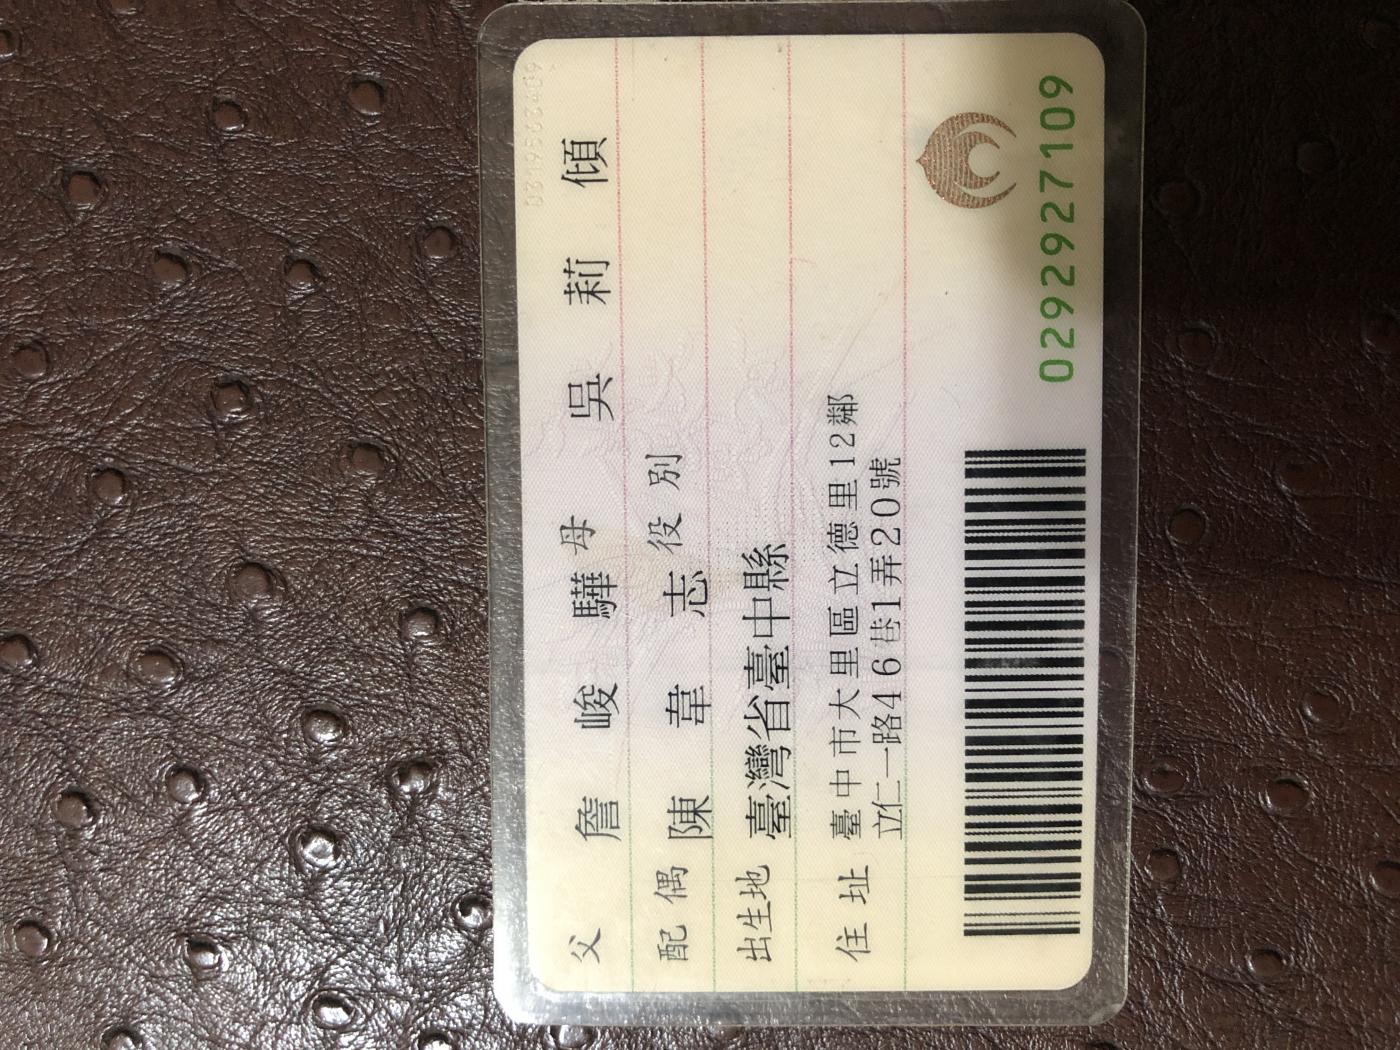 父 詹峻驊 母 吳莉傾
配偶 陳韋志 役別
出生地 臺灣省臺中縣
住址 臺中市大里區立德里12鄰
立仁一路46巷1弄20號
0292927109